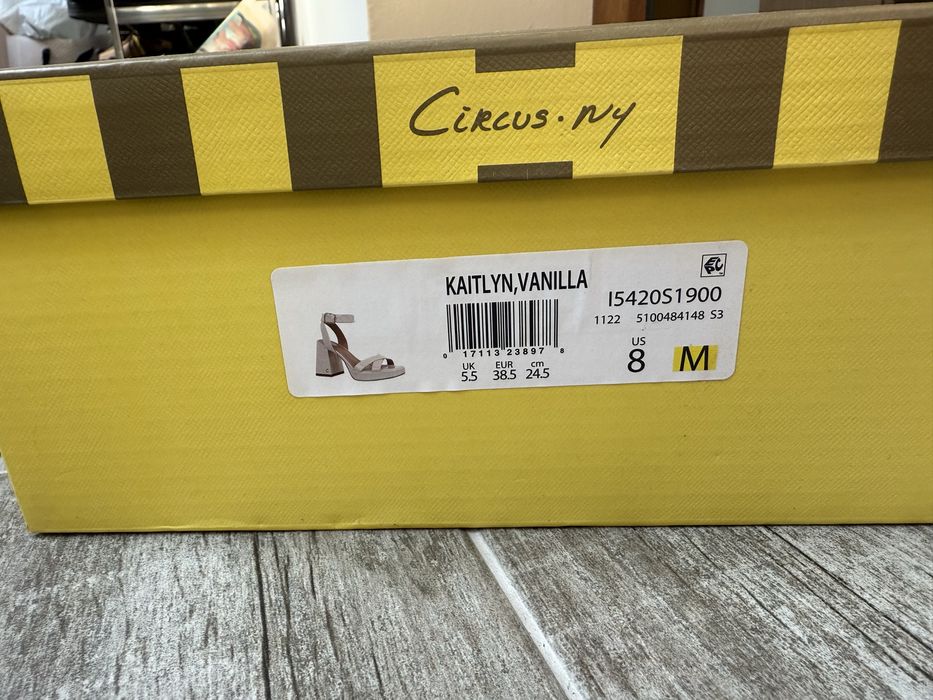 Circus.NY
KAITLYN,VANILLA
EC
I5420S1900
1122 5100484148 S3
0 17113 23897 8
UK EUR cm
5.5 38.5 24.5
US
8 M